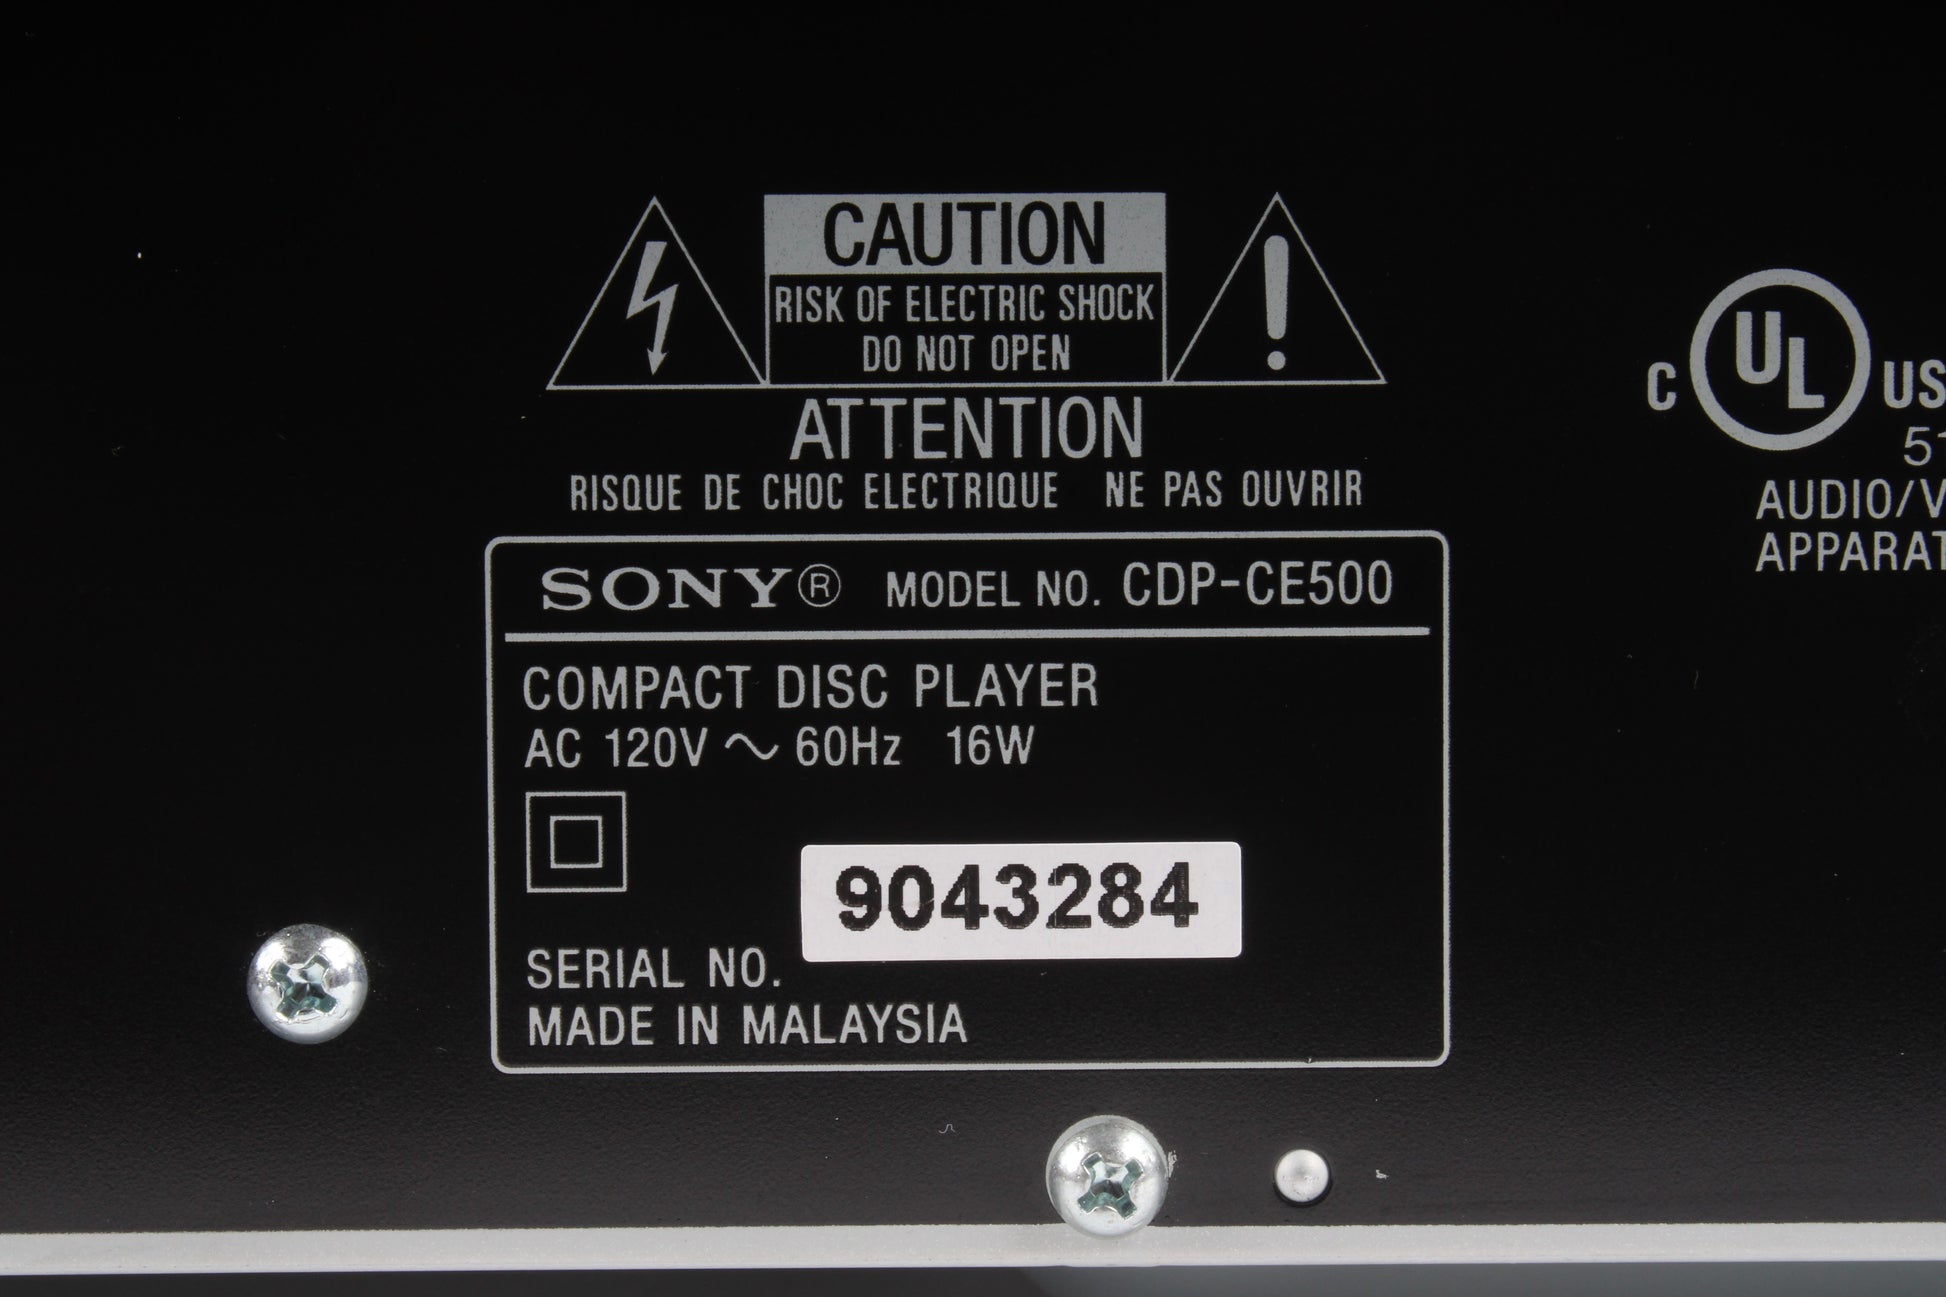 CAUTION
RISK OF ELECTRIC SHOCK
DO NOT OPEN
ATTENTION
RISQUE DE CHOC ELECTRIQUE NE PAS OUVRIR
SONY® MODEL NO. CDP-CE500
COMPACT DISC PLAYER
AC 120V ~ 60Hz 16W
9043284
SERIAL NO.
MADE IN MALAYSIA
C UL US
AUDIO/